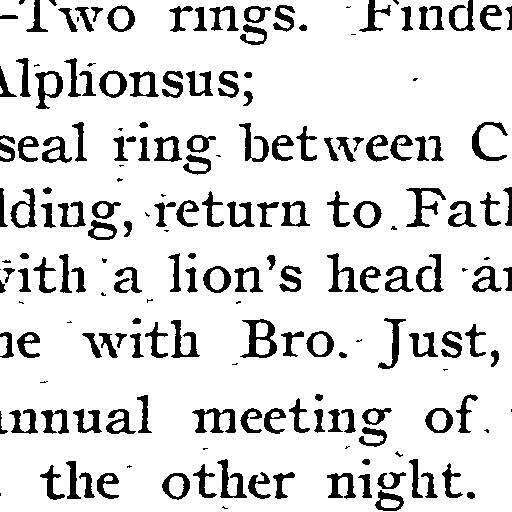 -Two rings. Finder
Alphonsus;
seal ring between C
lding, return to Fath
with a lion's head an
ne with Bro. Just,
annual meeting of
the other night.